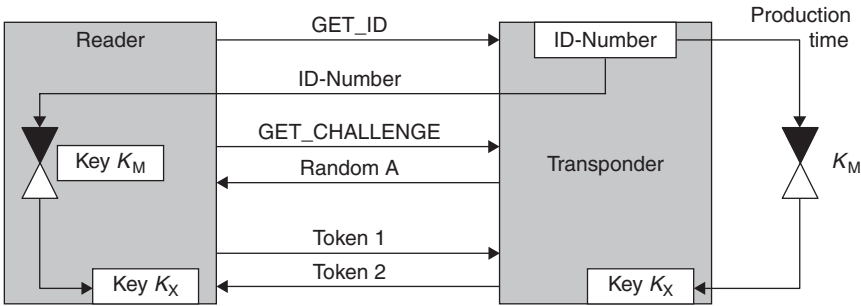 Reader
GET_ID
ID-Number
Production
time
ID-Number
GET_CHALLENGE
Key K_M
Random A
Transponder
K_M
Token 1
Token 2
Key K_X
Key K_X